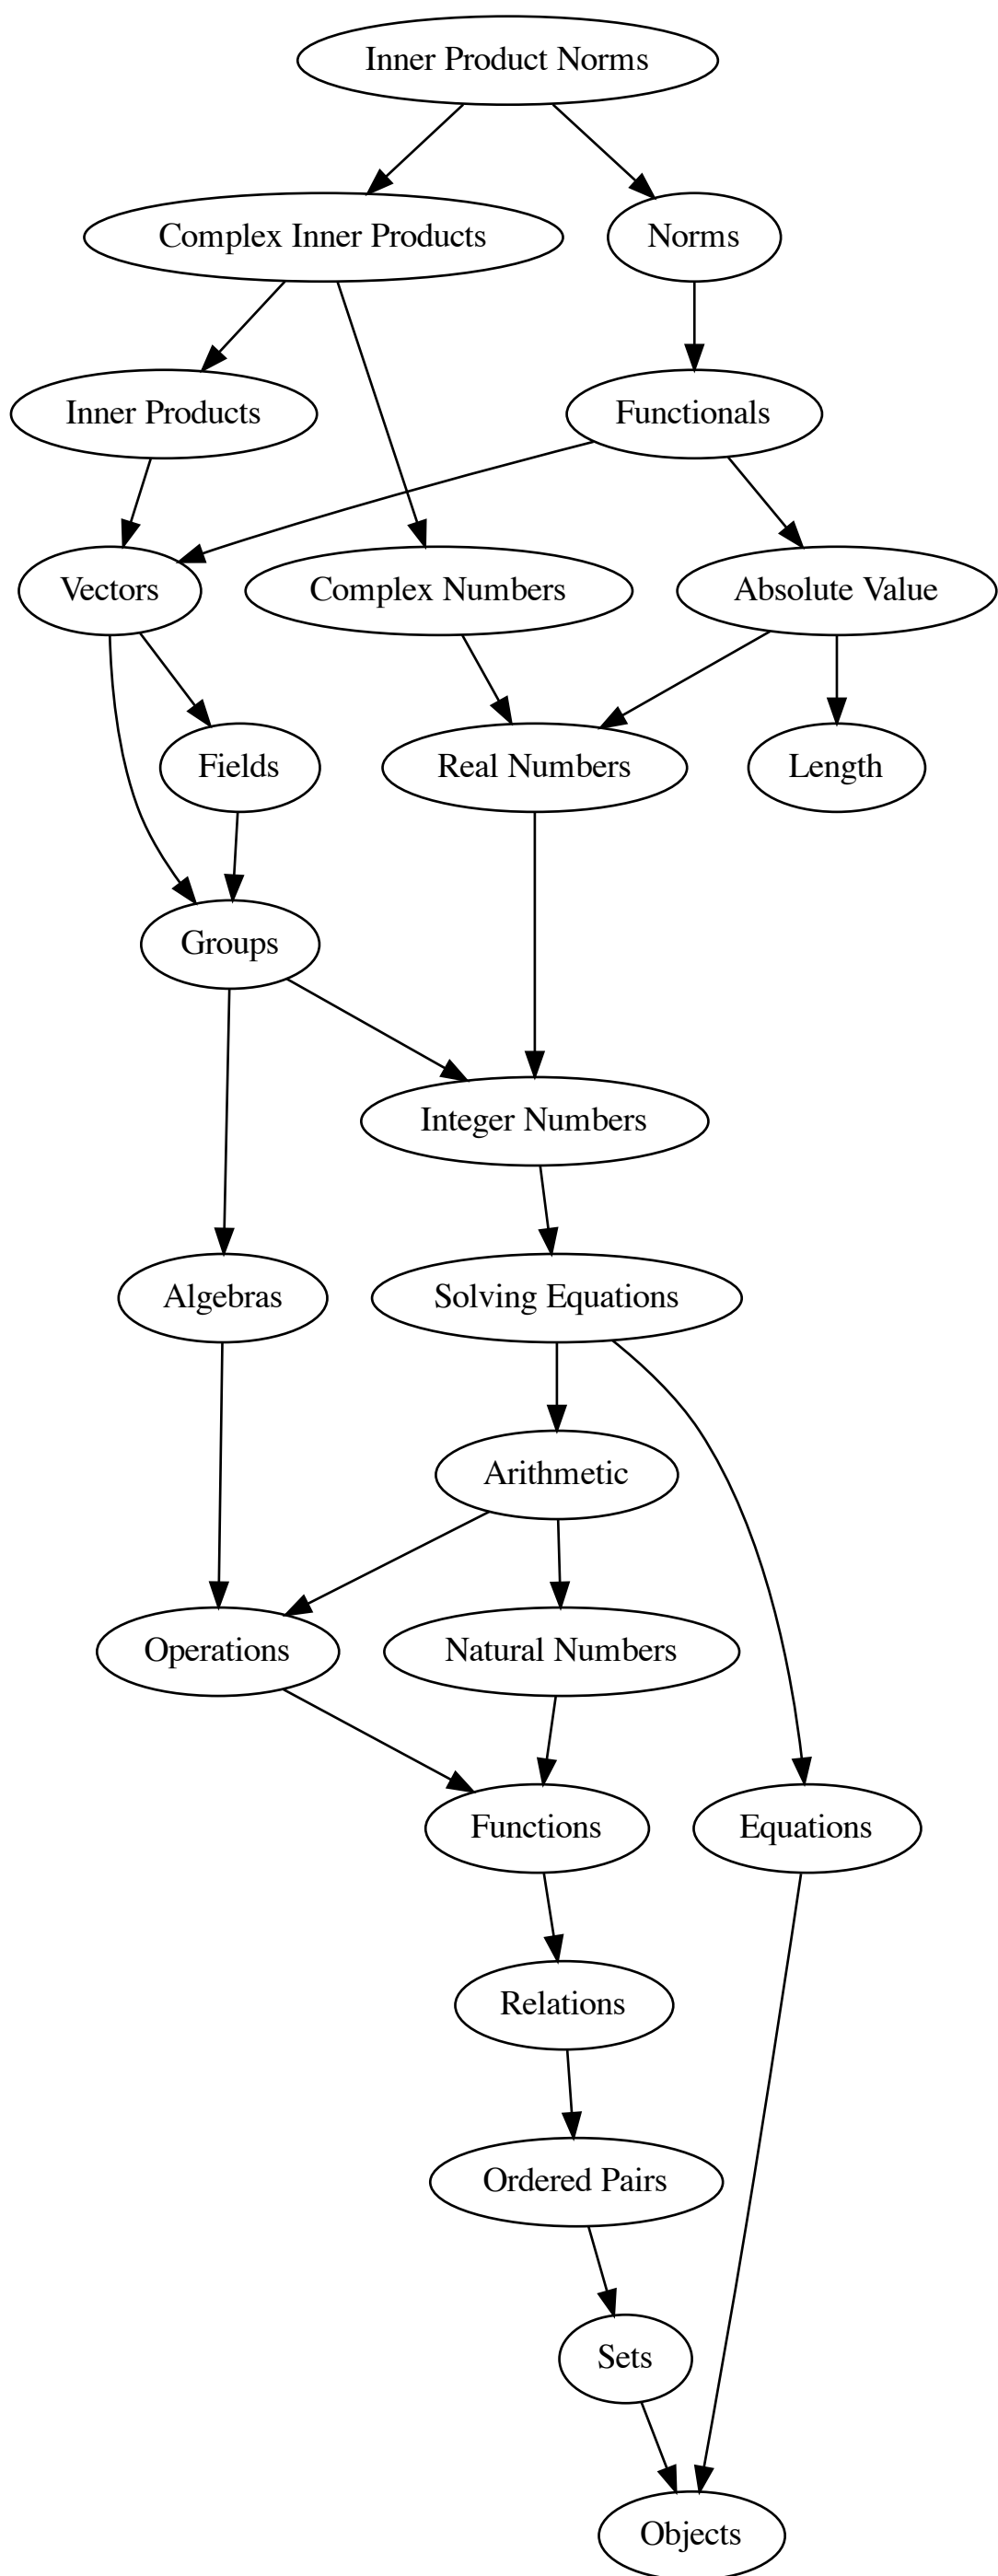 Inner Product Norms
Complex Inner Products
Norms
Inner Products
Functionals
Vectors
Complex Numbers
Absolute Value
Fields
Real Numbers
Length
Groups
Integer Numbers
Algebras
Solving Equations
Arithmetic
Operations
Natural Numbers
Functions
Equations
Relations
Ordered Pairs
Sets
Objects